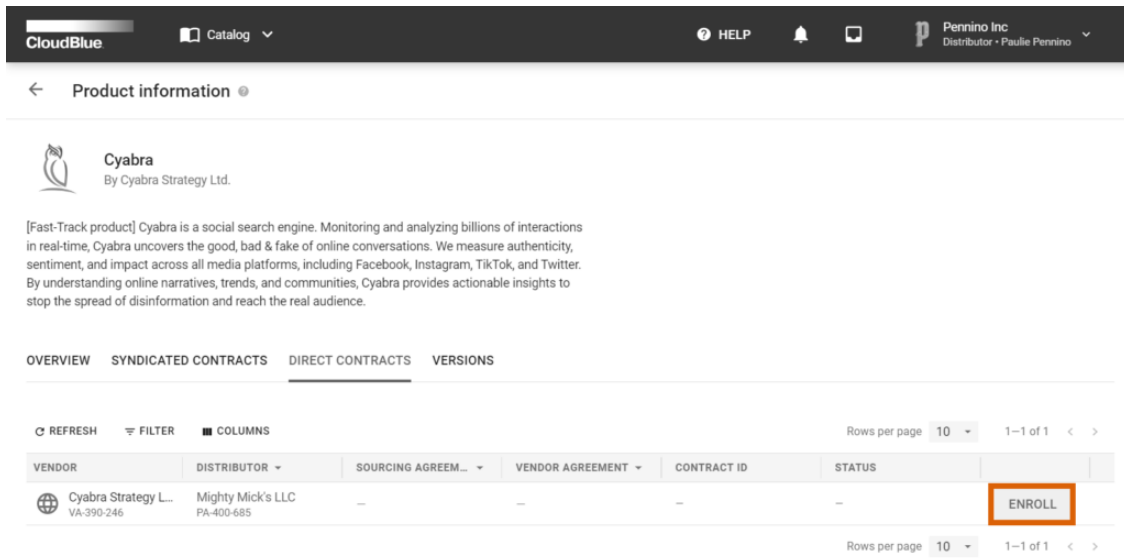 CloudBlue
Catalog
HELP
Pennino Inc
Distributor • Paulie Pennino
Product information
Cyabra
By Cyabra Strategy Ltd.
[Fast-Track product] Cyabra is a social search engine. Monitoring and analyzing billions of interactions
in real-time, Cyabra uncovers the good, bad & fake of online conversations. We measure authenticity,
sentiment, and impact across all media platforms, including Facebook, Instagram, TikTok, and Twitter.
By understanding online narratives, trends, and communities, Cyabra provides actionable insights to
stop the spread of disinformation and reach the real audience.
OVERVIEW SYNDICATED CONTRACTS DIRECT CONTRACTS VERSIONS
REFRESH FILTER COLUMNS Rows per page 10 1–1 of 1 < >
VENDOR DISTRIBUTOR SOURCING AGREEM... VENDOR AGREEMENT CONTRACT ID STATUS
Cyabra Strategy L... Mighty Mick's LLC – – – – ENROLL
VA-390-246 PA-400-685
Rows per page 10 1–1 of 1 < >